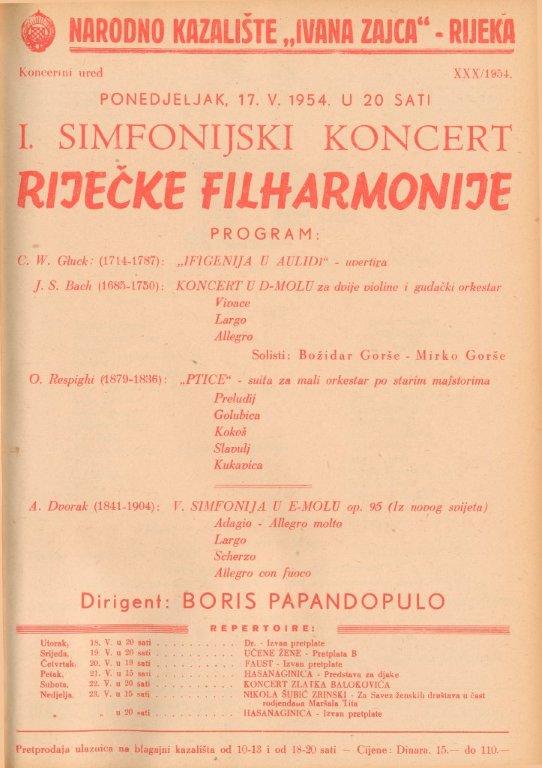 NARODNO KAZALIŠTE „IVANA ZAJCA" - RIJEKA
Koncertni ured XXX/1954.
PONEDJELJAK, 17. V. 1954. U 20 SATI
I. SIMFONIJSKI KONCERT
RIJEČKE FILHARMONIJE
PROGRAM:
C. W. Gluck: (1714-1787): „IFIGENIJA U AULIDI" - uvertira
J. S. Bach (1685-1750): KONCERT U D-MOLU za dvije violine i gudački orkestar
Vivace
Largo
Allegro
Solisti: Božidar Gorše - Mirko Gorše
O. Respighi (1879-1836): „PTICE" - suita za mali orkestar po starim majstorima
Preludij
Golubica
Kokoš
Slavulj
Kukavica
A. Dvorak (1841-1904): V. SIMFONIJA U E-MOLU op. 95 (Iz novog svijeta)
Adagio - Allegro molto
Largo
Scherzo
Allegro con fuoco
Dirigent: BORIS PAPANDOPULO
REPERTOIRE:
Utorak, 18. V. u 20 sati . . . . . . . . . . Dr. - Izvan pretplate
Srijeda, 19. V. u 20 sati . . . . . . . . . . UČENE ŽENE - Pretplata B
Četvrtak, 20. V. u 19 sati . . . . . . . . . . FAUST - Izvan pretplate
Petak, 21. V. u 15 sati . . . . . . . . . . HASANAGINICA - Predstava za đake
Subota, 22. V. u 20 sati . . . . . . . . . . KONCERT ZLATKA BALOKOVIĆA
Nedjelja, 23. V. u 15 sati . . . . . . . . . . NIKOLA ŠUBIĆ ZRINSKI - Za Savez ženskih društava u čast
rođendana Maršala Tita
„ u 20 sati . . . . . . . . . . HASANAGINICA - Izvan pretplate
Pretprodaja ulaznica na blagajni kazališta od 10-13 i od 18-20 sati — Cijene: Dinara. 15.— do 110.—